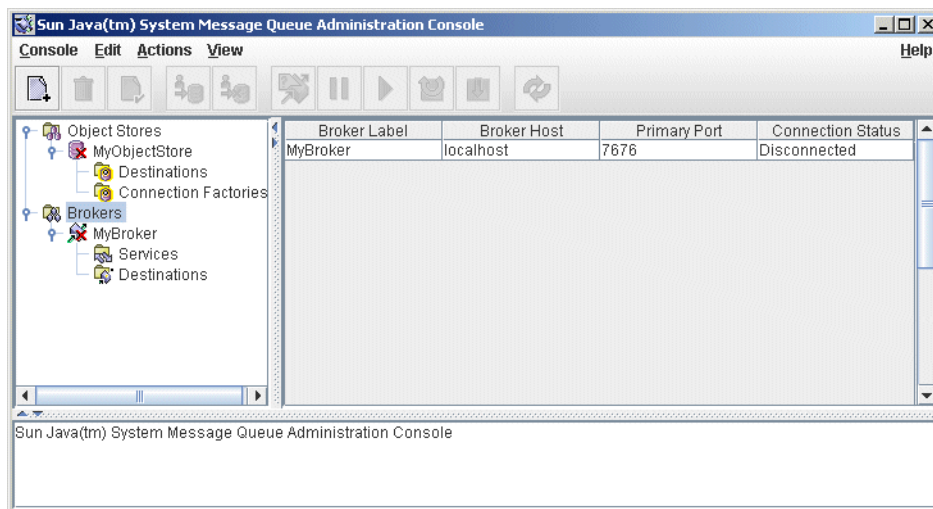 Sun Java(tm) System Message Queue Administration Console
Console Edit Actions View Help
Object Stores
MyObjectStore
Destinations
Connection Factories
Brokers
MyBroker
Services
Destinations
Broker Label Broker Host Primary Port Connection Status
MyBroker localhost 7676 Disconnected
Sun Java(tm) System Message Queue Administration Console